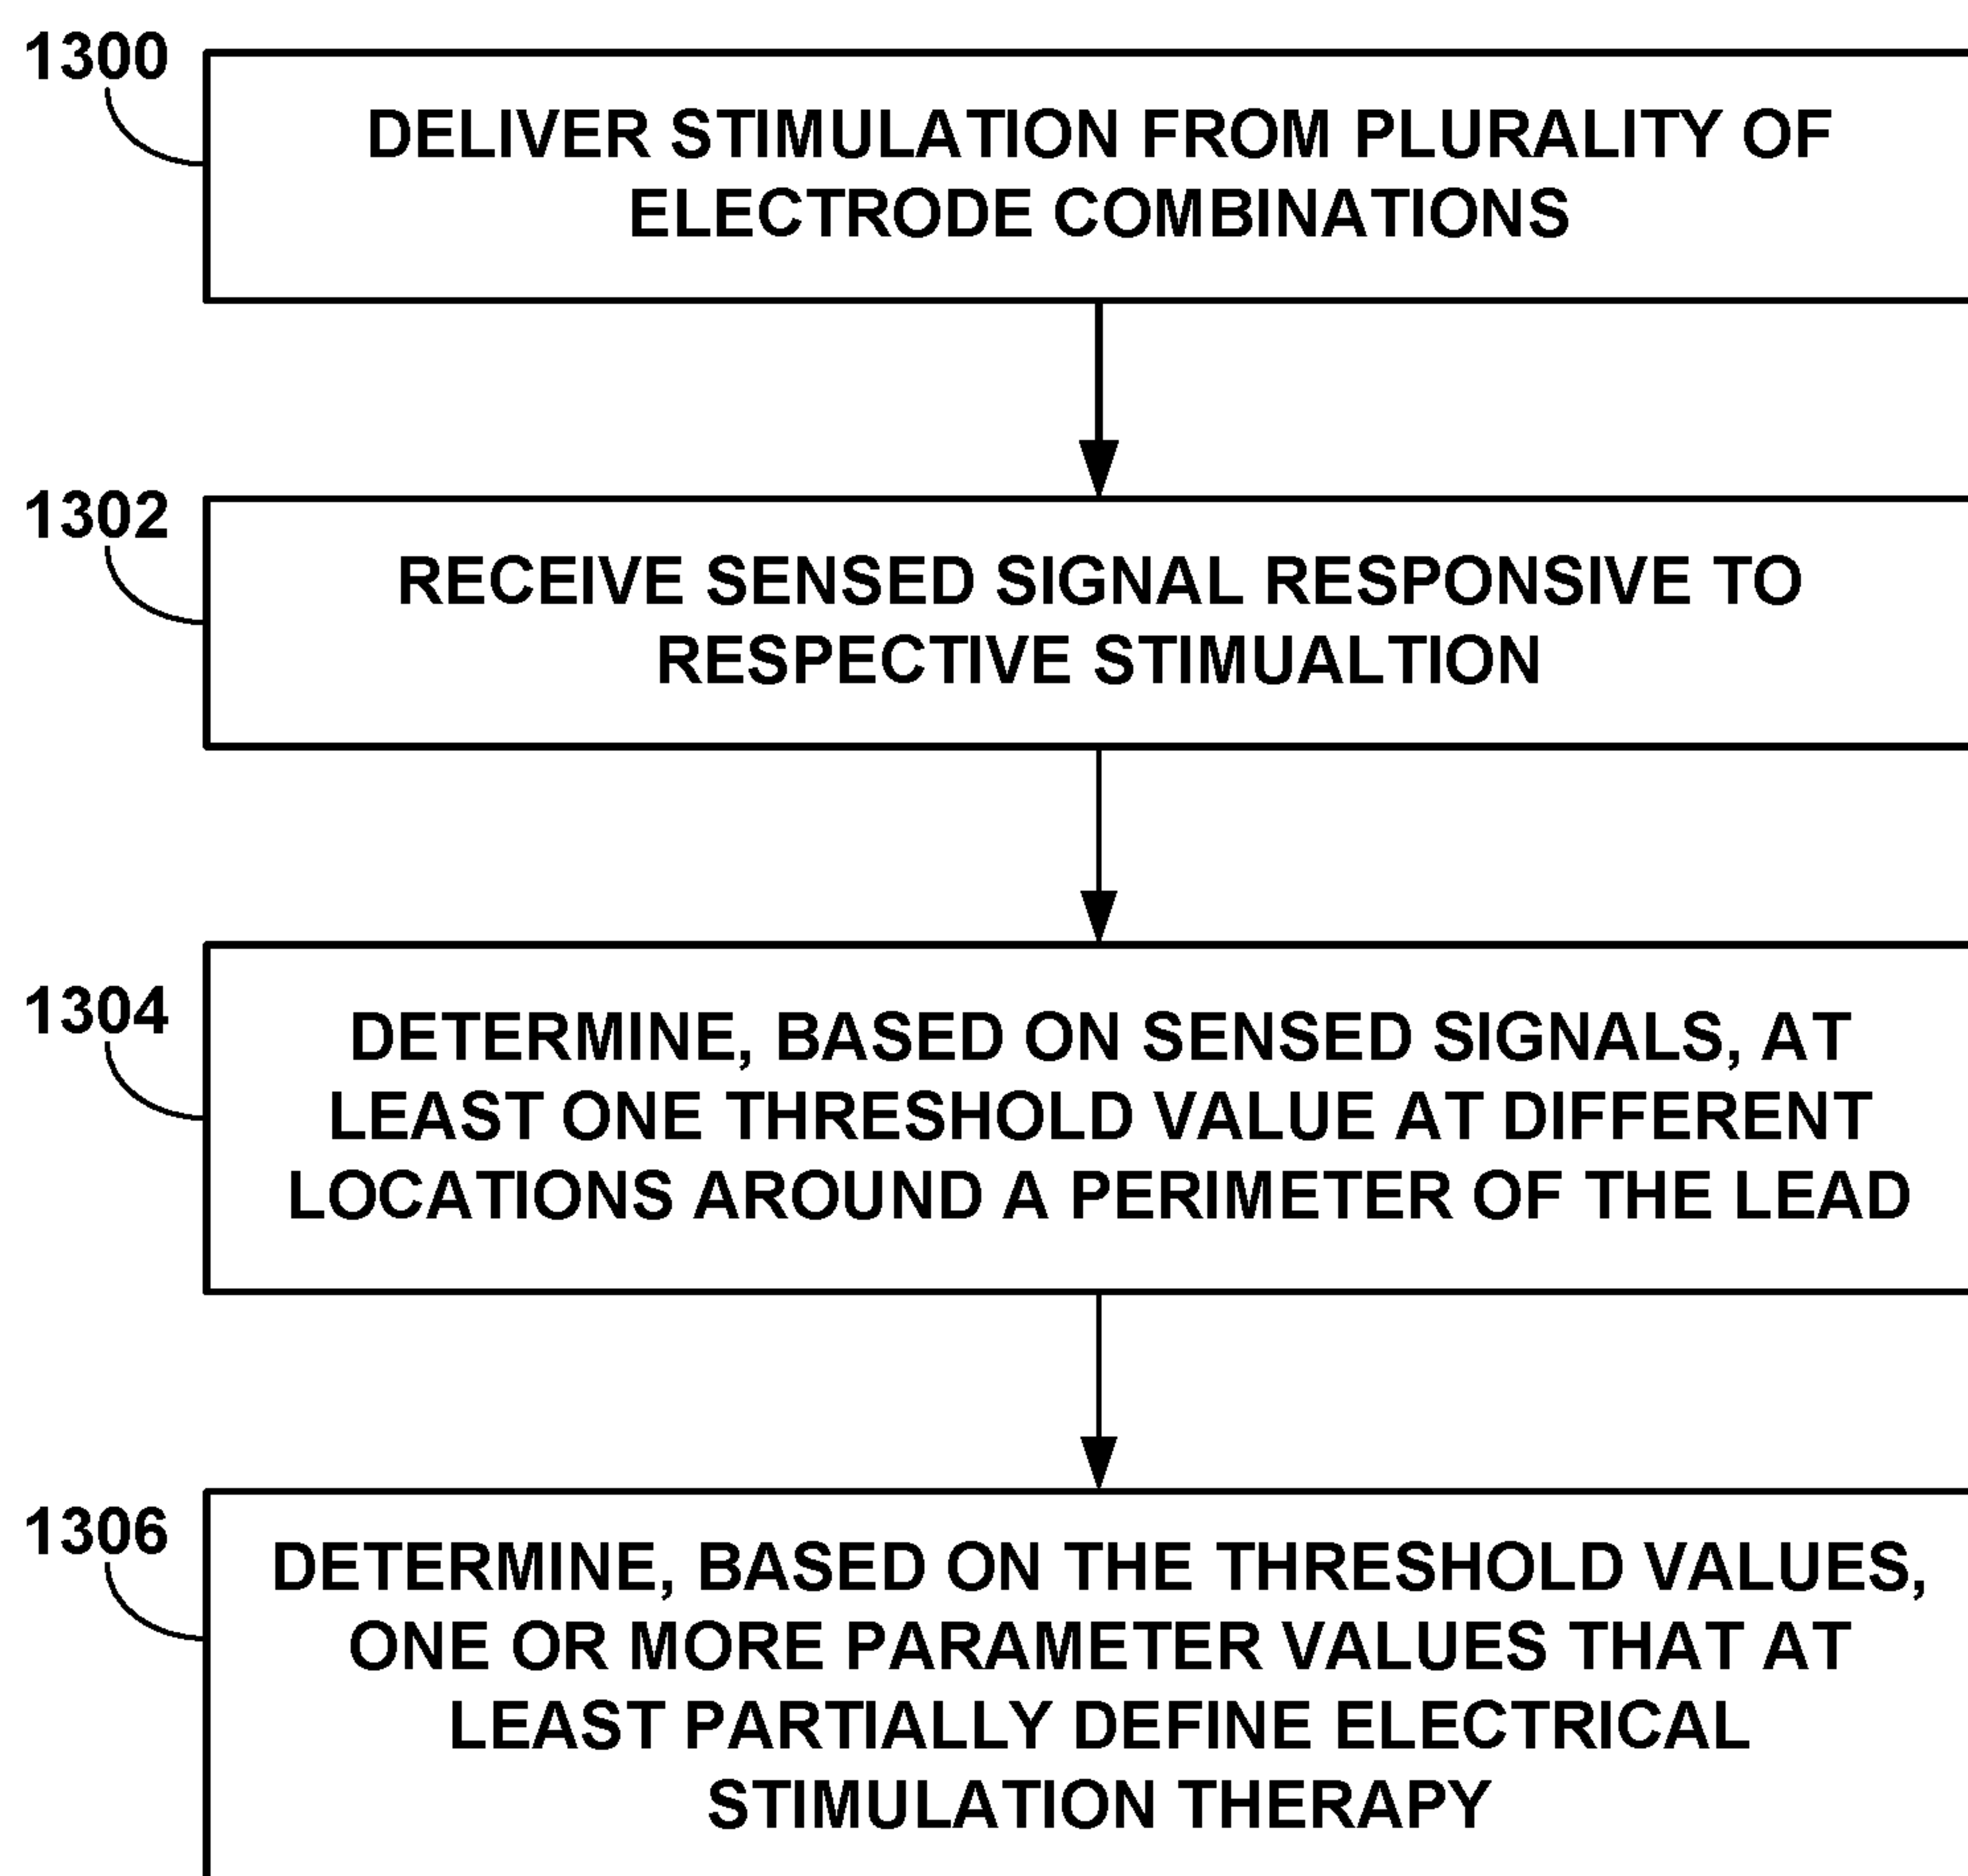 1300
DELIVER STIMULATION FROM PLURALITY OF
ELECTRODE COMBINATIONS
1302
RECEIVE SENSED SIGNAL RESPONSIVE TO
RESPECTIVE STIMUALTION
1304
DETERMINE, BASED ON SENSED SIGNALS, AT
LEAST ONE THRESHOLD VALUE AT DIFFERENT
LOCATIONS AROUND A PERIMETER OF THE LEAD
1306
DETERMINE, BASED ON THE THRESHOLD VALUES,
ONE OR MORE PARAMETER VALUES THAT AT
LEAST PARTIALLY DEFINE ELECTRICAL
STIMULATION THERAPY